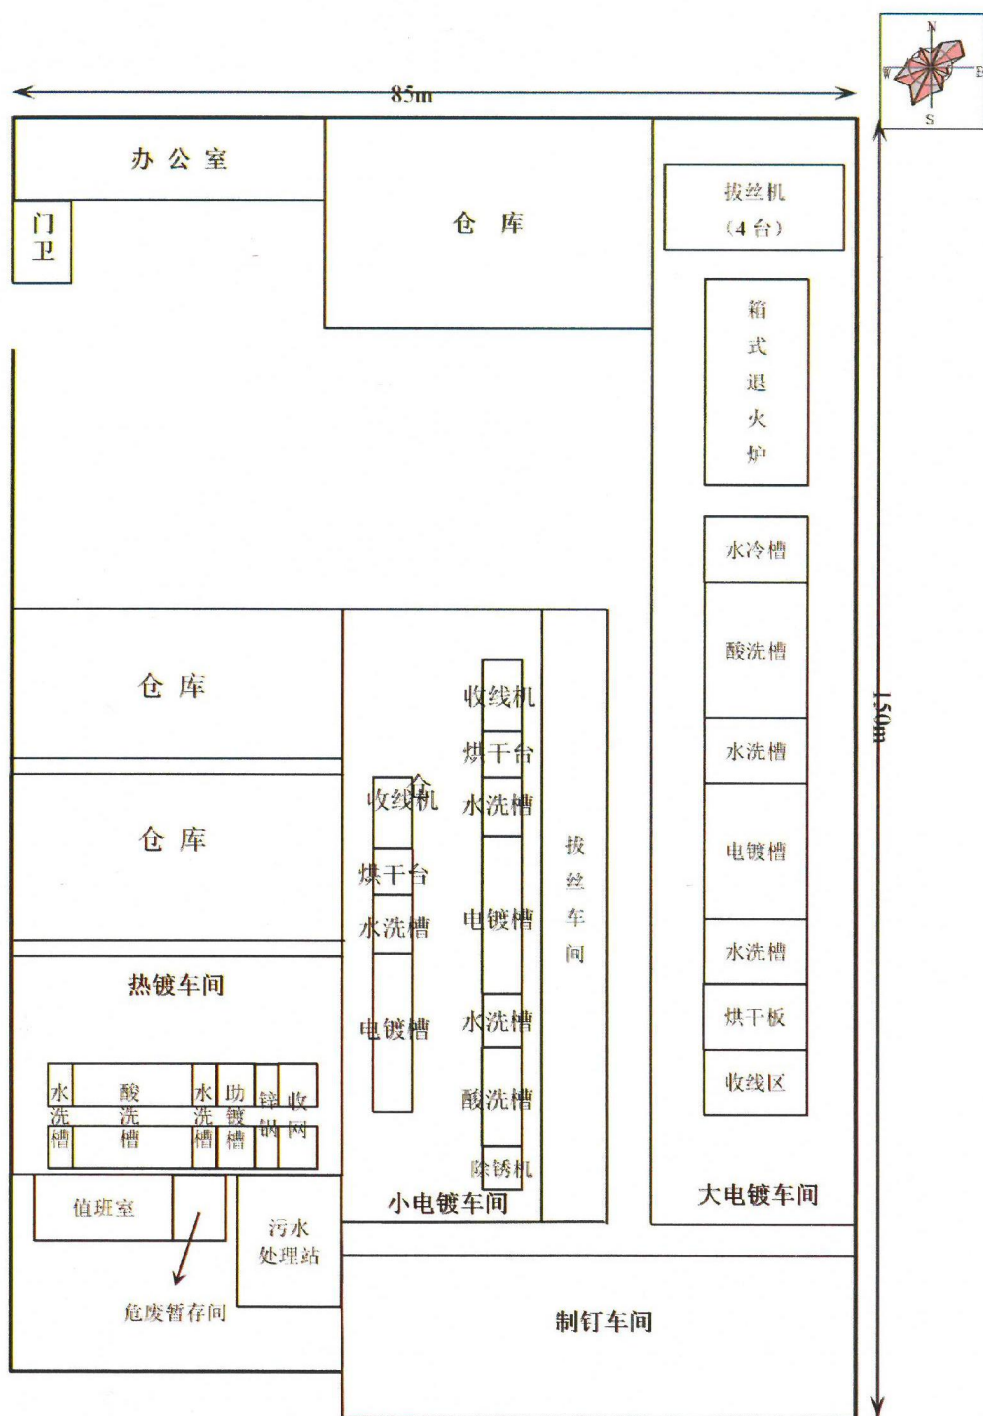 N
W
E
S
85m
150m
办公室
门卫
仓 库
拔丝机
（4 台）
箱式退火炉
水冷槽
酸洗槽
水洗槽
电镀槽
水洗槽
烘干板
收线区
大电镀车间
仓 库
仓 库
仓
收线机
烘干台
水洗槽
电镀槽
收线机
烘干台
水洗槽
电镀槽
水洗槽
酸洗槽
除锈机
小电镀车间
拔丝车间
热镀车间
水洗槽
酸洗槽
水洗槽
助镀槽
锌锅
收网
值班室
危废暂存间
污水
处理站
制钉车间